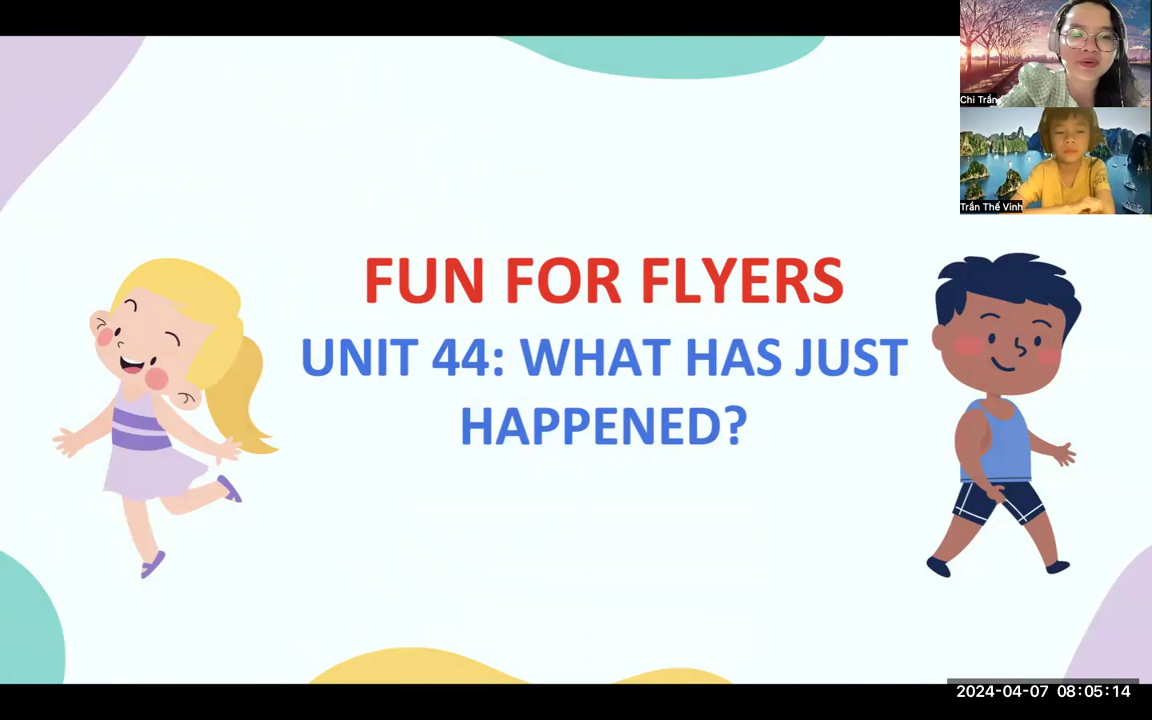 Chi Trần
Trần Thế Vinh
FUN FOR FLYERS
UNIT 44: WHAT HAS JUST
HAPPENED?
2024-04-07 08:05:14